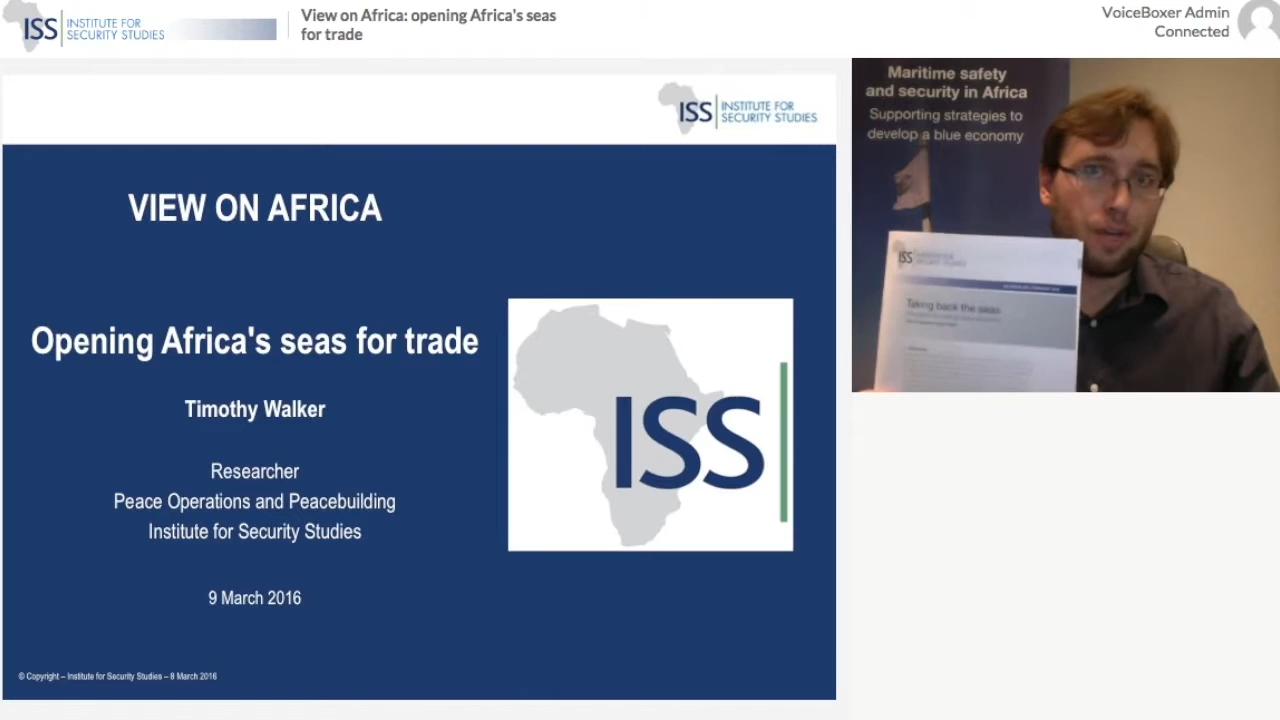 ISS
INSTITUTE FOR
SECURITY STUDIES
View on Africa: opening Africa's seas
for trade
VoiceBoxer Admin
Connected
ISS
INSTITUTE FOR
SECURITY STUDIES
VIEW ON AFRICA
Opening Africa's seas for trade
Timothy Walker
Researcher
Peace Operations and Peacebuilding
Institute for Security Studies
9 March 2016
ISS
© Copyright – Institute for Security Studies – 8 March 2016
Maritime safety
and security in Africa
Supporting strategies to
develop a blue economy
ISS
Taking back the seas